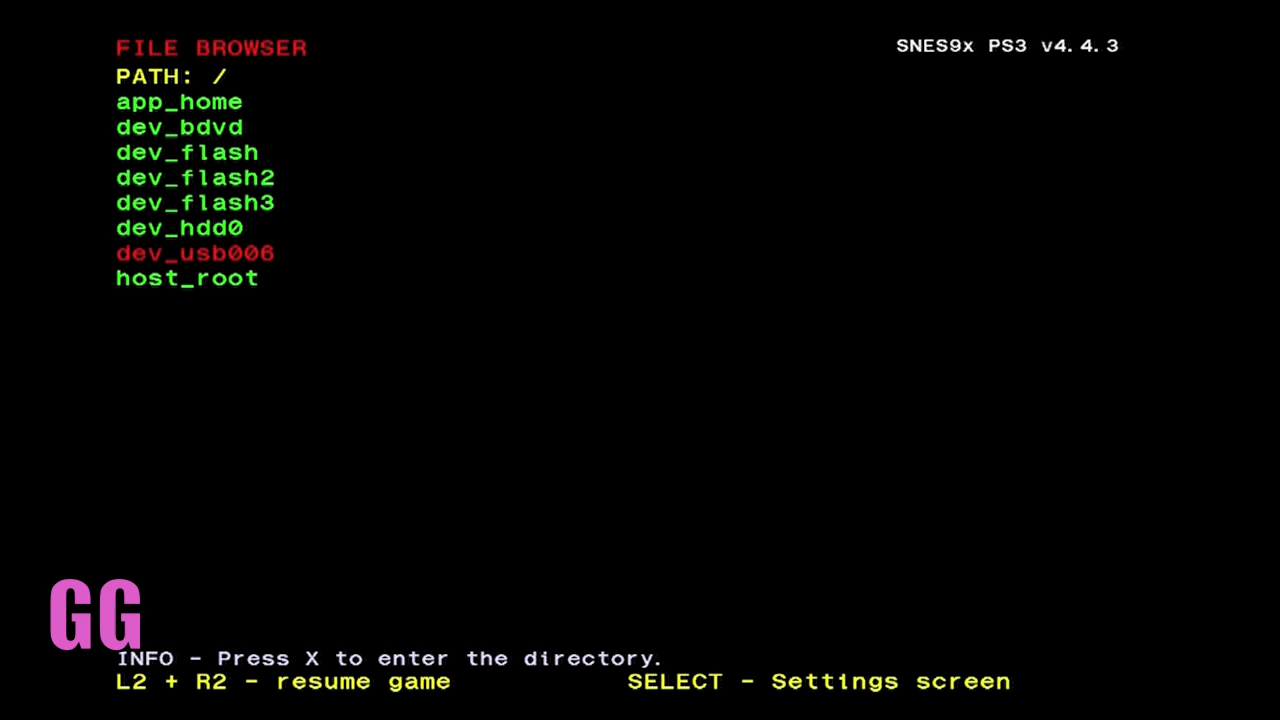 FILE BROWSER
SNES9x PS3 v4.4.3
PATH: /
app_home
dev_bdvd
dev_flash
dev_flash2
dev_flash3
dev_hdd0
dev_usb006
host_root
GG
INFO - Press X to enter the directory.
L2 + R2 - resume game
SELECT - Settings screen